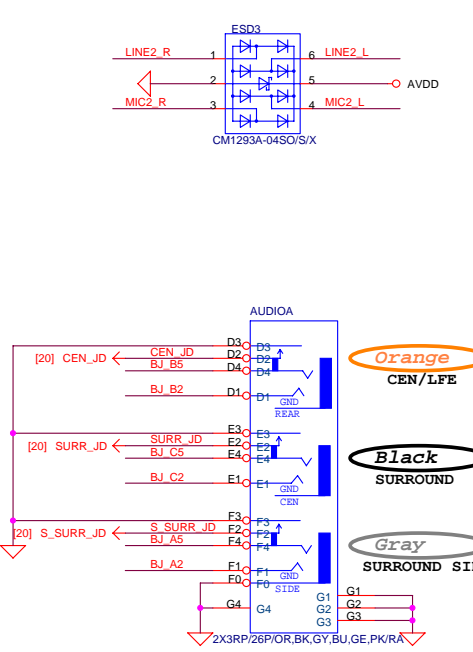 ESD3
LINE2_R 1 6 LINE2_L
2 5 AVDD
MIC2_R 3 4 MIC2_L
CM1293A-04SO/S/X
AUDIOA
D3 D3
[20] CEN_JD CEN_JD D2 D2
BJ_B5 D4 D4
Orange
CEN/LFE
BJ_B2 D1 D1 GND
REAR
E3 E3
[20] SURR_JD SURR_JD E2 E2
BJ_C5 E4 E4
Black
SURROUND
BJ_C2 E1 E1 GND
CEN
F3 F3
[20] S_SURR_JD S_SURR_JD F2 F2
BJ_A5 F4 F4
Gray
SURROUND
BJ_A2 F1 F1 GND
F0 F0 SIDE
G1 G1
G4 G4 G2 G2
G3 G3
2X3RP/26P/OR,BK,GY,BU,GE,PK/RA